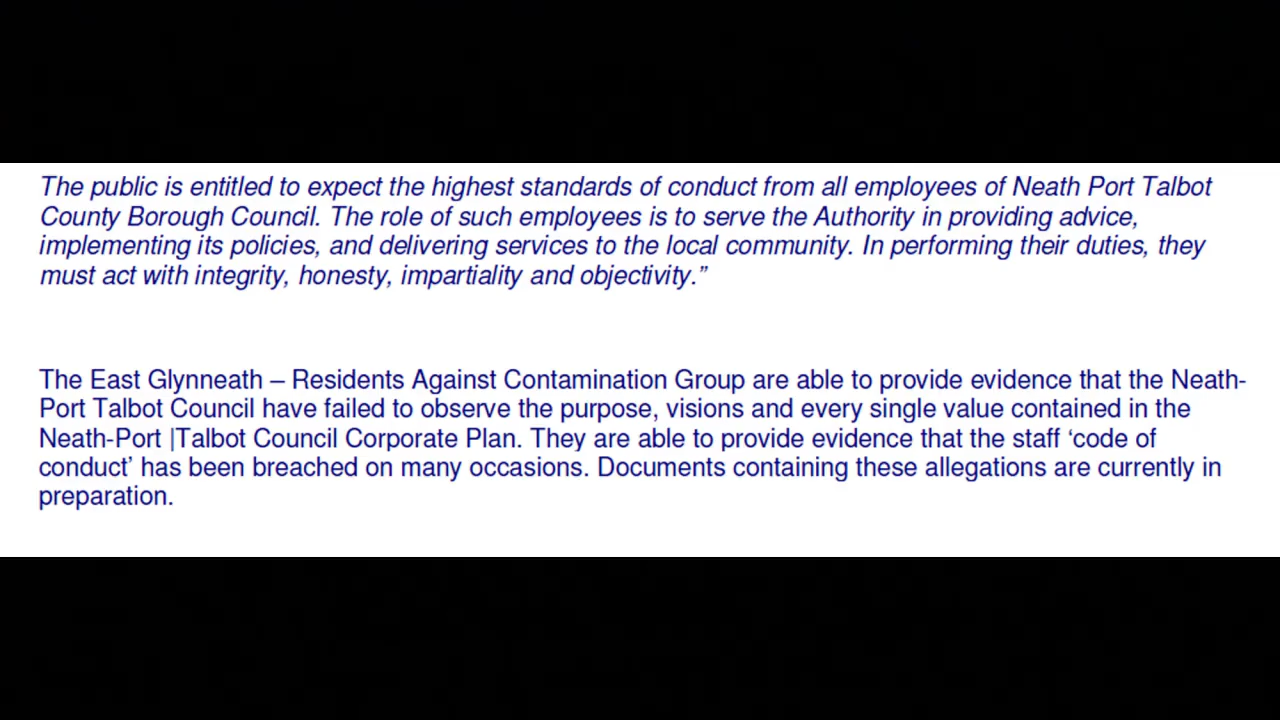 The public is entitled to expect the highest standards of conduct from all employees of Neath Port Talbot
County Borough Council. The role of such employees is to serve the Authority in providing advice,
implementing its policies, and delivering services to the local community. In performing their duties, they
must act with integrity, honesty, impartiality and objectivity.”
The East Glynneath – Residents Against Contamination Group are able to provide evidence that the Neath-
Port Talbot Council have failed to observe the purpose, visions and every single value contained in the
Neath-Port |Talbot Council Corporate Plan. They are able to provide evidence that the staff ‘code of
conduct’ has been breached on many occasions. Documents containing these allegations are currently in
preparation.